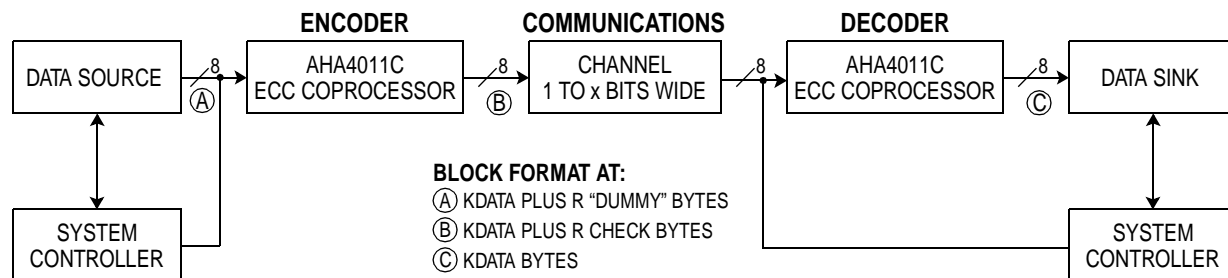 ENCODER
COMMUNICATIONS
DECODER
DATA SOURCE
8
A
AHA4011C
ECC COPROCESSOR
8
B
CHANNEL
1 TO x BITS WIDE
8
AHA4011C
ECC COPROCESSOR
8
C
DATA SINK
BLOCK FORMAT AT:
A KDATA PLUS R “DUMMY” BYTES
B KDATA PLUS R CHECK BYTES
C KDATA BYTES
SYSTEM
CONTROLLER
SYSTEM
CONTROLLER